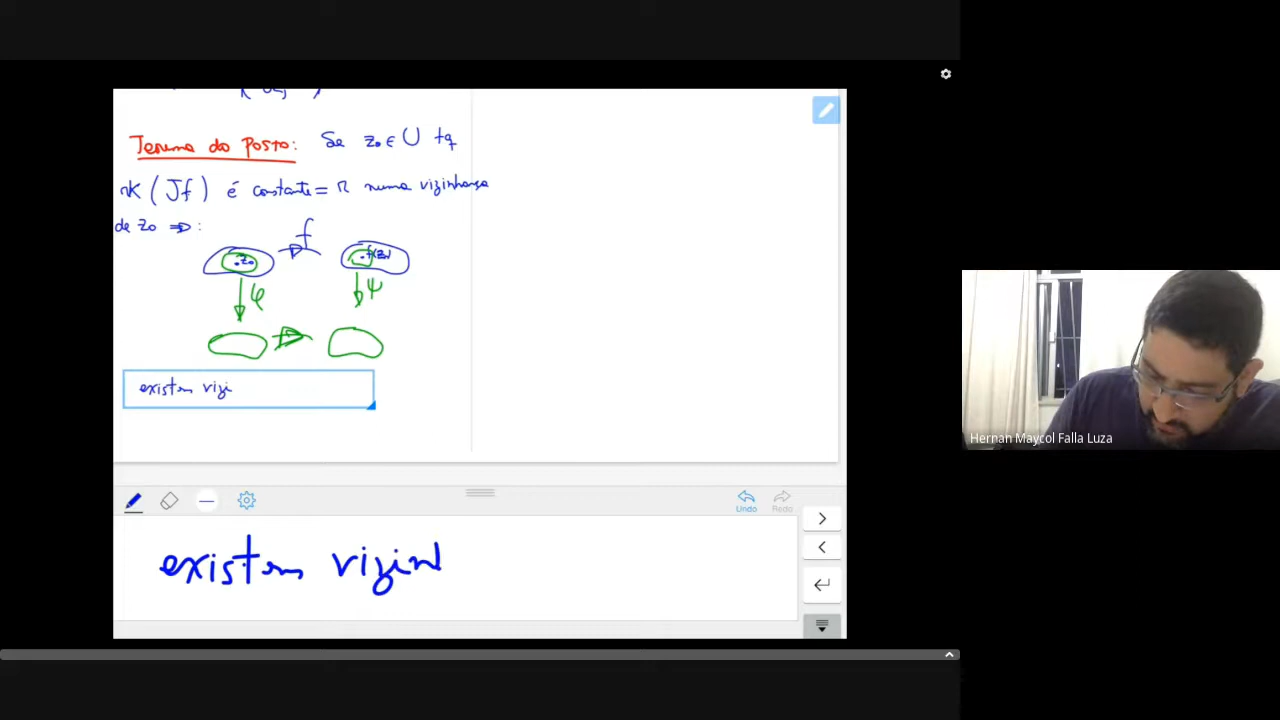 Teorema do Posto: Se z₀ ∈ U tq
rk (Jf) é constante = r numa vizinhança
de z₀ ⇒ :
f
z₀
f(z₀)
φ
ψ
existem vizi
Undo
Redo
existem vizinh
Hernan Maycol Falla Luza